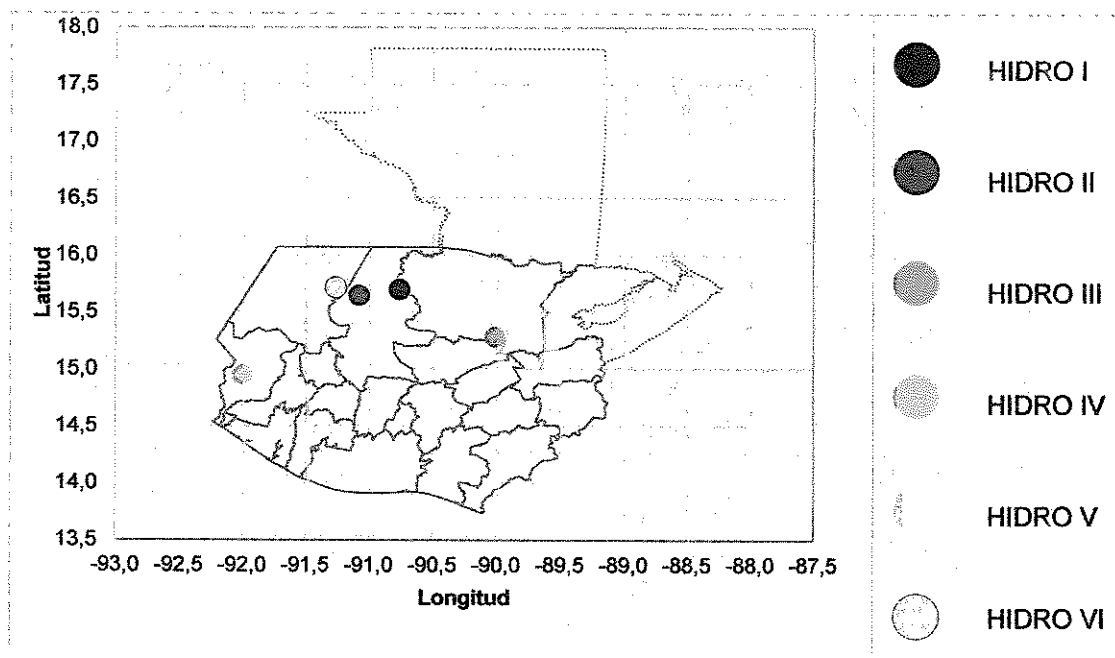 18,0
17,5
17,0
16,5
16,0
15,5
15,0
14,5
14,0
13,5
Latitud
-93,0 -92,5 -92,0 -91,5 -91,0 -90,5 -90,0 -89,5 -89,0 -88,5 -88,0 -87,5
Longitud
HIDRO I
HIDRO II
HIDRO III
HIDRO IV
HIDRO V
HIDRO VI